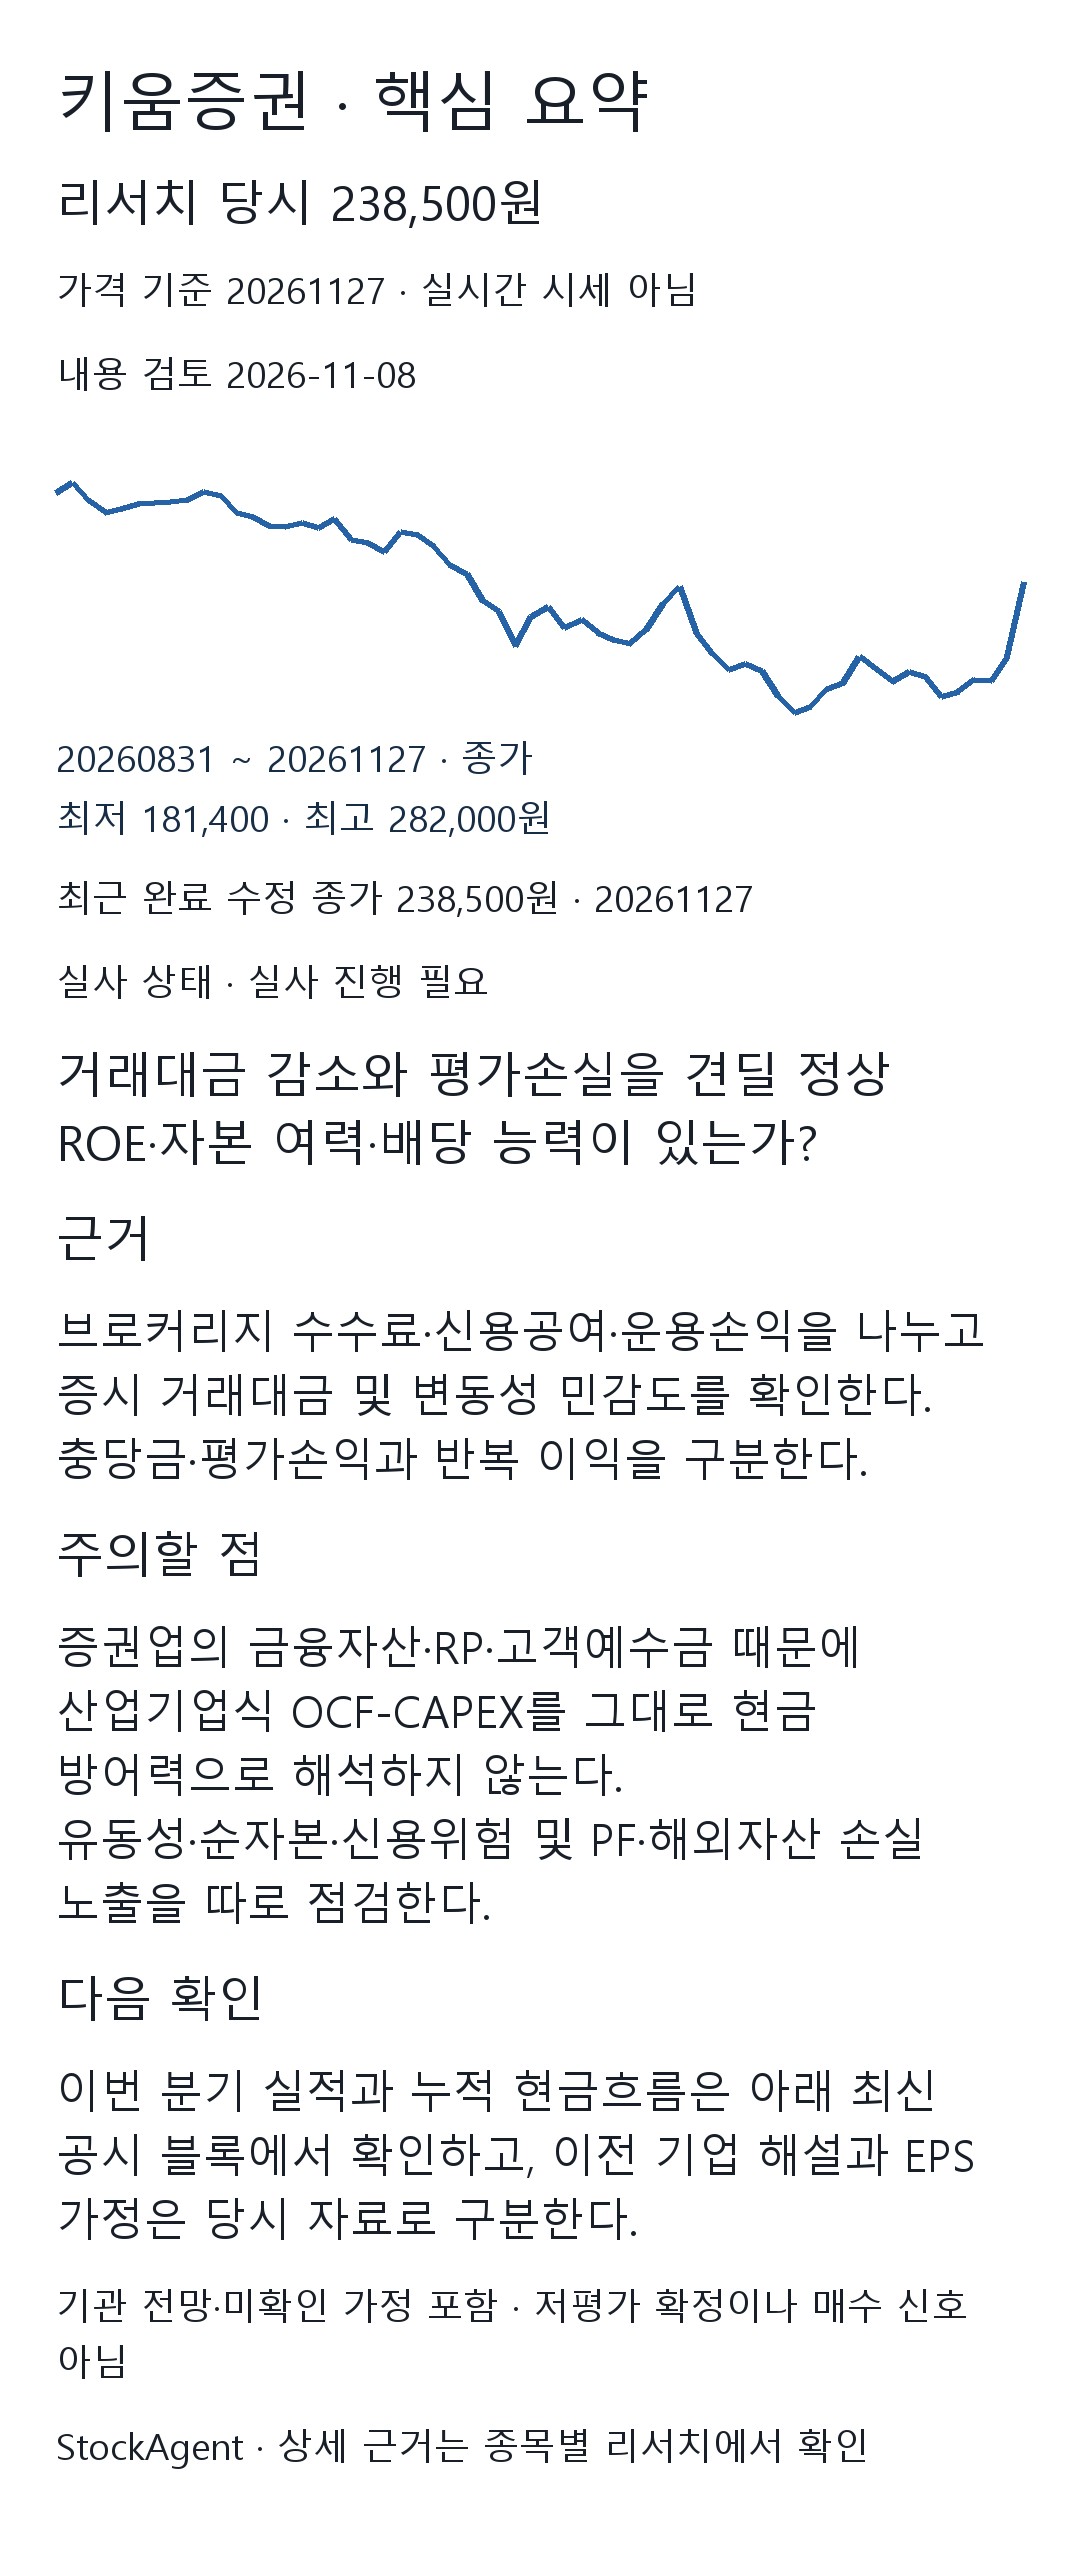 키움증권 · 핵심 요약
리서치 당시 238,500원
가격 기준 20261127 · 실시간 시세 아님
내용 검토 2026-11-08
20260831 ~ 20261127 · 종가
최저 181,400 · 최고 282,000원
최근 완료 수정 종가 238,500원 · 20261127
실사 상태 · 실사 진행 필요
거래대금 감소와 평가손실을 견딜 정상
ROE·자본 여력·배당 능력이 있는가?
근거
브로커리지 수수료·신용공여·운용손익을 나누고
증시 거래대금 및 변동성 민감도를 확인한다.
충당금·평가손익과 반복 이익을 구분한다.
주의할 점
증권업의 금융자산·RP·고객예수금 때문에
산업기업식 OCF-CAPEX를 그대로 현금
방어력으로 해석하지 않는다.
유동성·순자본·신용위험 및 PF·해외자산 손실
노출을 따로 점검한다.
다음 확인
이번 분기 실적과 누적 현금흐름은 아래 최신
공시 블록에서 확인하고, 이전 기업 해설과 EPS
가정은 당시 자료로 구분한다.
기관 전망·미확인 가정 포함 · 저평가 확정이나 매수 신호
아님
StockAgent · 상세 근거는 종목별 리서치에서 확인